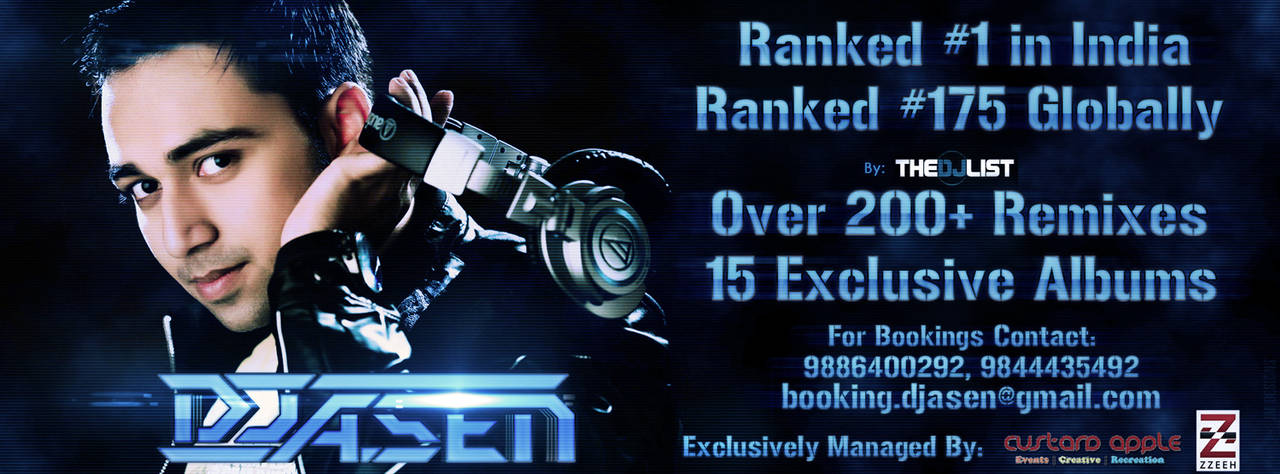 Ranked #1 in India
Ranked #175 Globally
By: THEDJLIST
Over 200+ Remixes
15 Exclusive Albums
For Bookings Contact:
9886400292, 9844435492
booking.djasen@gmail.com
Exclusively Managed By: custard apple
Events | Creative | Recreation
ZZEEH
DJ ASEN